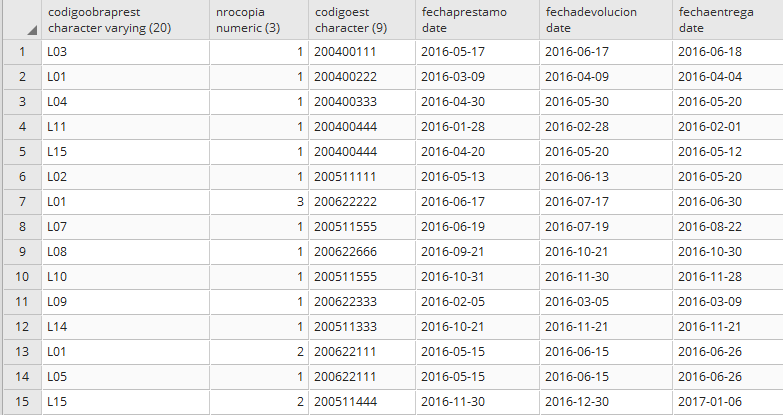 codigoobraprest nrocopia codigoest fechaprestamo fechadevolucion fechaentrega
character varying (20) numeric (3) character (9) date date date
1 L03 1 200400111 2016-05-17 2016-06-17 2016-06-18
2 L01 1 200400222 2016-03-09 2016-04-09 2016-04-04
3 L04 1 200400333 2016-04-30 2016-05-30 2016-05-20
4 L11 1 200400444 2016-01-28 2016-02-28 2016-02-01
5 L15 1 200400444 2016-04-20 2016-05-20 2016-05-12
6 L02 1 200511111 2016-05-13 2016-06-13 2016-05-20
7 L01 3 200622222 2016-06-17 2016-07-17 2016-06-30
8 L07 1 200511555 2016-06-19 2016-07-19 2016-08-22
9 L08 1 200622666 2016-09-21 2016-10-21 2016-10-30
10 L10 1 200511555 2016-10-31 2016-11-30 2016-11-28
11 L09 1 200622333 2016-02-05 2016-03-05 2016-03-09
12 L14 1 200511333 2016-10-21 2016-11-21 2016-11-21
13 L01 2 200622111 2016-05-15 2016-06-15 2016-06-26
14 L05 1 200622111 2016-05-15 2016-06-15 2016-06-26
15 L15 2 200511444 2016-11-30 2016-12-30 2017-01-06